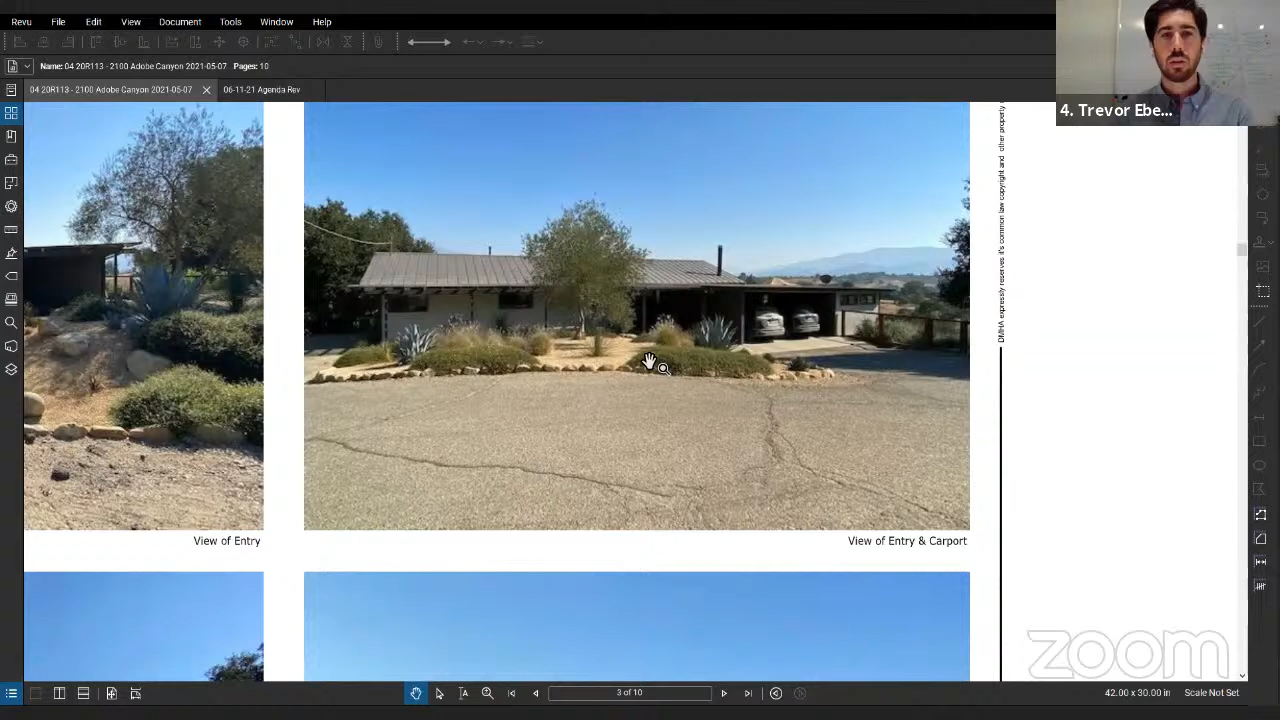 Revu File Edit View Document Tools Window Help
Name: 04 20R113 - 2100 Adobe Canyon 2021-05-07 Pages: 10
04 20R113 - 2100 Adobe Canyon 2021-05-07
06-11-21 Agenda Rev
4. Trevor Ebe...
DMHA expressly reserves it's common law copyright and other property
View of Entry
View of Entry & Carport
zoom
3 of 10
42.00 x 30.00 in Scale Not Set